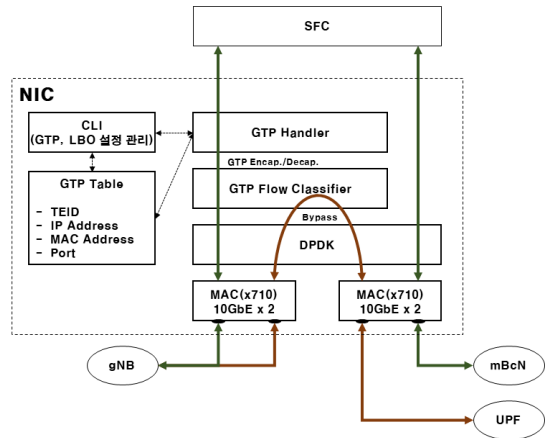 SFC
NIC
CLI
(GTP, LBO 설정 관리)
GTP Handler
GTP Encap./Decap.
GTP Table
- TEID
- IP Address
- MAC Address
- Port
GTP Flow Classifier
Bypass
DPDK
MAC(x710)
10GbE x 2
MAC(x710)
10GbE x 2
gNB
mBcN
UPF